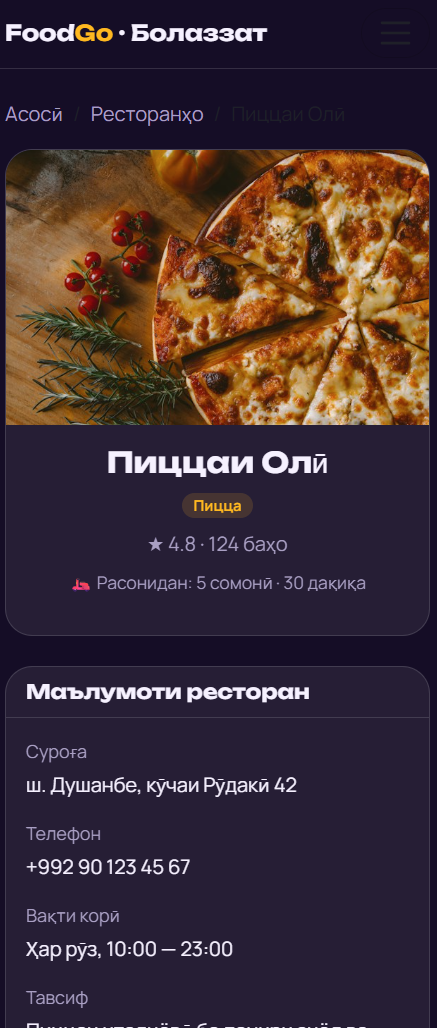 FoodGo · Болаззат
Асосӣ / Ресторанҳо / Пиццаи Олӣ
Пиццаи Олӣ
Пицца
★ 4.8 · 124 баҳо
Расонидан: 5 сомонӣ · 30 дақиқа
Маълумоти ресторан
Суроға
ш. Душанбе, кӯчаи Рӯдакӣ 42
Телефон
+992 90 123 45 67
Вақти корӣ
Ҳар рӯз, 10:00 — 23:00
Тавсиф